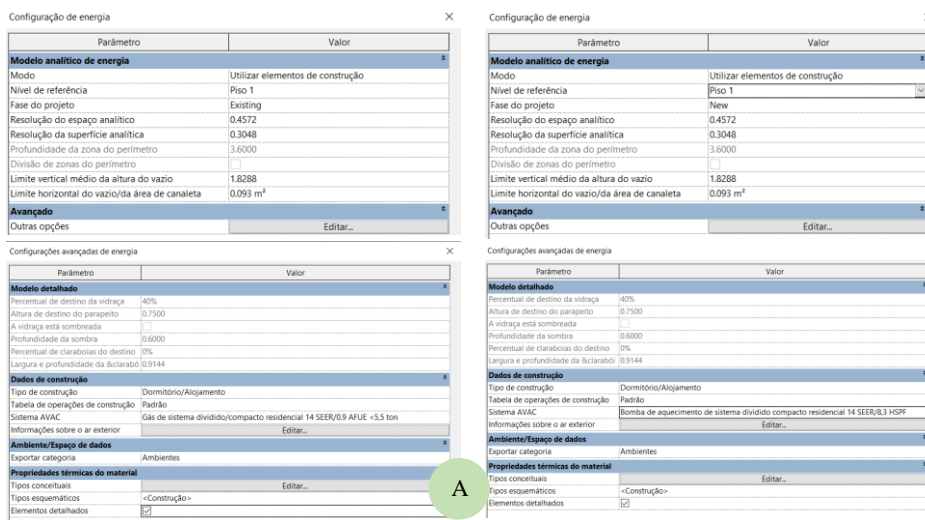 Configuração de energia
Parâmetro Valor
Modelo analítico de energia
Modo Utilizar elementos de construção
Nível de referência Piso 1
Fase do projeto Existing
Resolução do espaço analítico 0.4572
Resolução da superfície analítica 0.3048
Profundidade da zona do perímetro 3.6000
Divisão de zonas do perímetro
Limite vertical médio da altura do vazio 1.8288
Limite horizontal do vazio/da área de canaleta 0.093 m²
Avançado
Outras opções Editar...
Configuração de energia
Parâmetro Valor
Modelo analítico de energia
Modo Utilizar elementos de construção
Nível de referência Piso 1
Fase do projeto New
Resolução do espaço analítico 0.4572
Resolução da superfície analítica 0.3048
Profundidade da zona do perímetro 3.6000
Divisão de zonas do perímetro
Limite vertical médio da altura do vazio 1.8288
Limite horizontal do vazio/da área de canaleta 0.093 m²
Avançado
Outras opções Editar...
Configurações avançadas de energia
Parâmetro Valor
Modelo detalhado
Percentual de destino da vidraça 40%
Altura de destino do parapeito 0.7500
A vidraça está sombreada
Profundidade da sombra 0.6000
Percentual de claraboias do destino 0%
Largura e profundidade da &clarabó 0.9144
Dados de construção
Tipo de construção Dormitório/Alojamento
Tabela de operações de construção Padrão
Sistema AVAC Gás de sistema dividido/compacto residencial 14 SEER/0.9 AFUE <5,5 ton
Informações sobre o ar exterior Editar...
Ambiente/Espaço de dados
Exportar categoria Ambientes
Propriedades térmicas do material
Tipos conceituais Editar...
Tipos esquemáticos <Construção>
Elementos detalhados
A
Configurações avançadas de energia
Parâmetro Valor
Modelo detalhado
Percentual de destino da vidraça 40%
Altura de destino do parapeito 0.7500
A vidraça está sombreada
Profundidade da sombra 0.6000
Percentual de claraboias do destino 0%
Largura e profundidade da &clarabói 0.9144
Dados de construção
Tipo de construção Dormitório/Alojamento
Tabela de operações de construção Padrão
Sistema AVAC Bomba de aquecimento de sistema dividido compacto residencial 14 SEER/8,3 HSPF
Informações sobre o ar exterior Editar...
Ambiente/Espaço de dados
Exportar categoria Ambientes
Propriedades térmicas do material
Tipos conceituais Editar...
Tipos esquemáticos <Construção>
Elementos detalhados